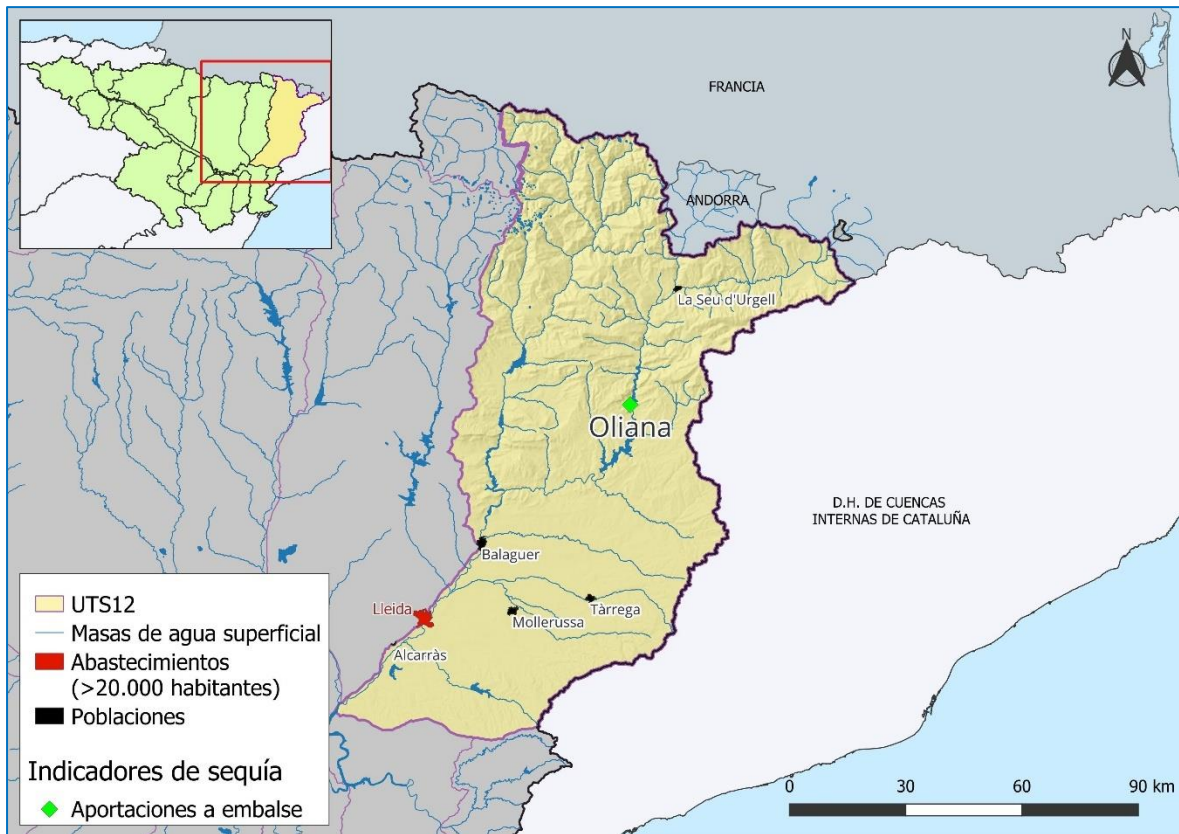 N
FRANCIA
ANDORRA
La Seu d'Urgell
Oliana
D.H. DE CUENCAS
INTERNAS DE CATALUÑA
Balaguer
Lleida
Tàrrega
Mollerussa
Alcarràs
UTS12
Masas de agua superficial
Abastecimientos
(>20.000 habitantes)
Poblaciones
Indicadores de sequía
Aportaciones a embalse
0 30 60 90 km